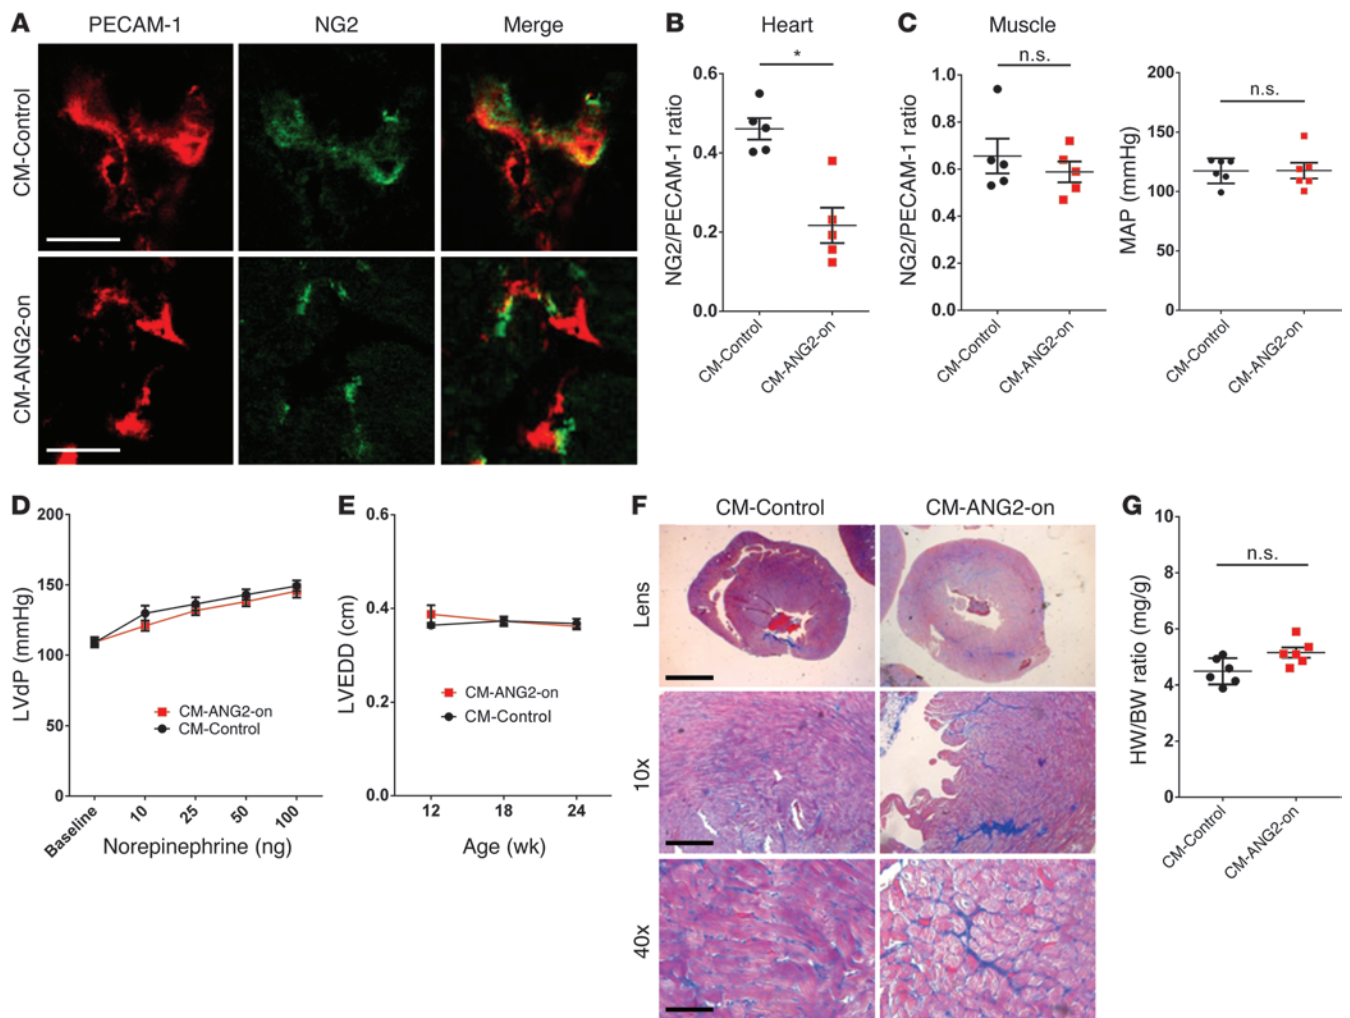 A
PECAM-1 NG2 Merge
CM-Control
CM-ANG2-on
B
Heart
NG2/PECAM-1 ratio
*
0.6
0.4
0.2
0.0
CM-Control
CM-ANG2-on
C
Muscle
NG2/PECAM-1 ratio
n.s.
1.0
0.8
0.6
0.4
0.2
0.0
CM-Control
CM-ANG2-on
MAP (mmHg)
n.s.
200
150
100
50
0
CM-Control
CM-ANG2-on
D
LVdP (mmHg)
200
150
100
50
0
CM-ANG2-on
CM-Control
Baseline 10 25 50 100
Norepinephrine (ng)
E
LVEDD (cm)
0.6
0.4
0.2
0.0
CM-ANG2-on
CM-Control
12 18 24
Age (wk)
F
CM-Control CM-ANG2-on
Lens
10x
40x
G
HW/BW ratio (mg/g)
n.s.
10
8
6
4
2
0
CM-Control
CM-ANG2-on